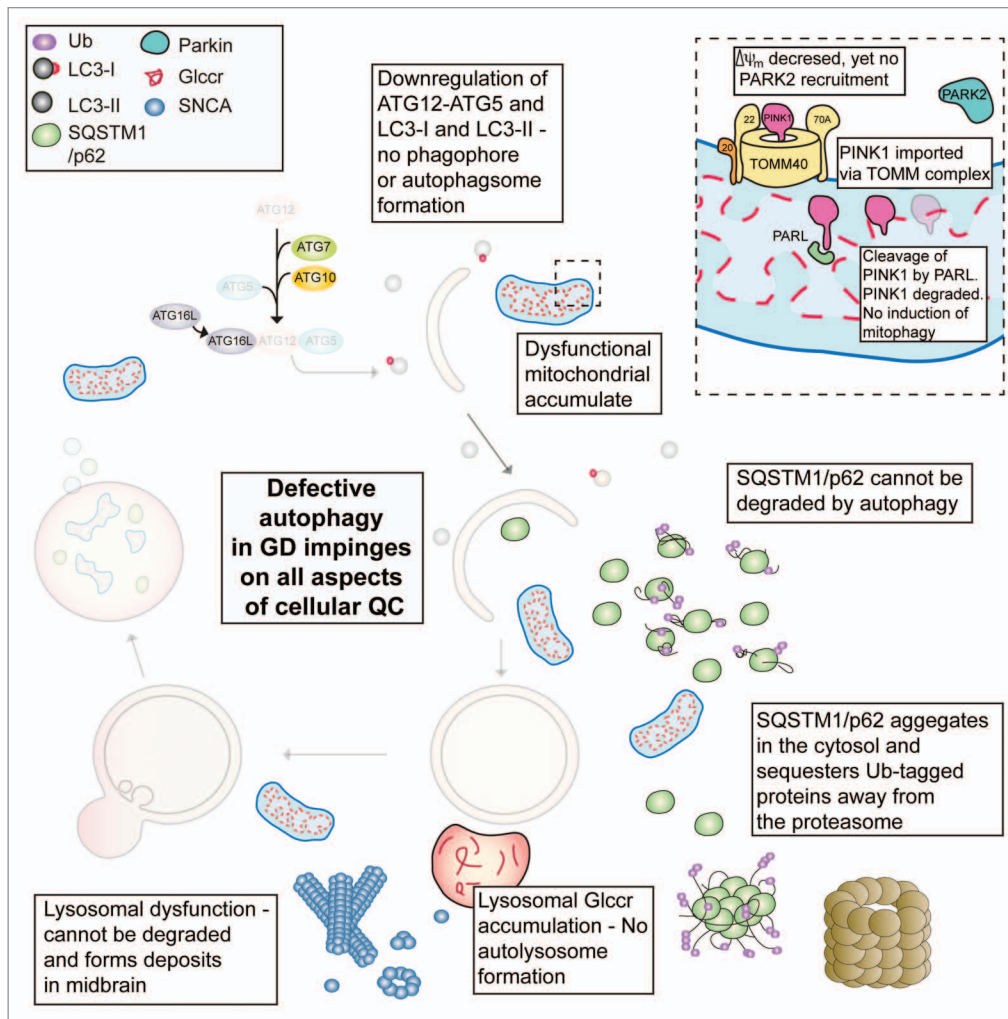 Ub
LC3-I
LC3-II
SQSTM1
/p62
Parkin
Glccr
SNCA
Downregulation of
ATG12-ATG5 and
LC3-I and LC3-II -
no phagophore
or autophagsome
formation
Δψm decresed, yet no
PARK2 recruitment
PARK2
22
PINK1
70A
20
TOMM40
PINK1 imported
via TOMM complex
PARL
Cleavage of
PINK1 by PARL.
PINK1 degraded.
No induction of
mitophagy
ATG12
ATG7
ATG10
ATG5
ATG16L
ATG16L
ATG12
ATG5
Dysfunctional
mitochondrial
accumulate
Defective
autophagy
in GD impinges
on all aspects
of cellular QC
SQSTM1/p62 cannot be
degraded by autophagy
SQSTM1/p62 aggegates
in the cytosol and
sequesters Ub-tagged
proteins away from
the proteasome
Lysosomal dysfunction -
cannot be degraded
and forms deposits
in midbrain
Lysosomal Glccr
accumulation - No
autolysosome
formation